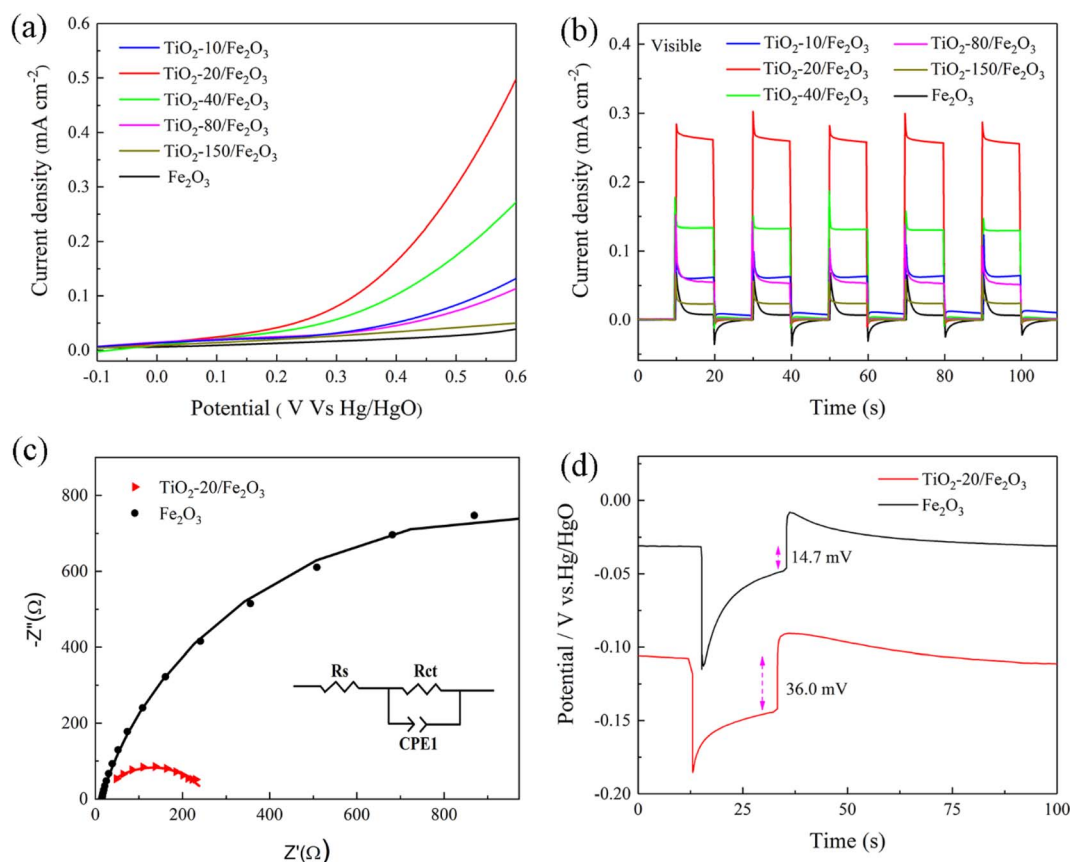 (a)
TiO₂-10/Fe₂O₃
TiO₂-20/Fe₂O₃
TiO₂-40/Fe₂O₃
TiO₂-80/Fe₂O₃
TiO₂-150/Fe₂O₃
Fe₂O₃
Current density (mA cm⁻²)
0.5
0.4
0.3
0.2
0.1
0.0
-0.1 0.0 0.1 0.2 0.3 0.4 0.5 0.6
Potential ( V Vs Hg/HgO)
(b)
Visible
TiO₂-10/Fe₂O₃ TiO₂-80/Fe₂O₃
TiO₂-20/Fe₂O₃ TiO₂-150/Fe₂O₃
TiO₂-40/Fe₂O₃ Fe₂O₃
Current density (mA cm⁻²)
0.4
0.3
0.2
0.1
0.0
0 20 40 60 80 100
Time (s)
(c)
TiO₂-20/Fe₂O₃
Fe₂O₃
-Z''(Ω)
800
600
400
200
0
0 200 400 600 800
Z'(Ω)
Rs Rct
CPE1
(d)
TiO₂-20/Fe₂O₃
Fe₂O₃
Potential / V vs.Hg/HgO
0.00
-0.05
-0.10
-0.15
-0.20
14.7 mV
36.0 mV
0 25 50 75 100
Time (s)